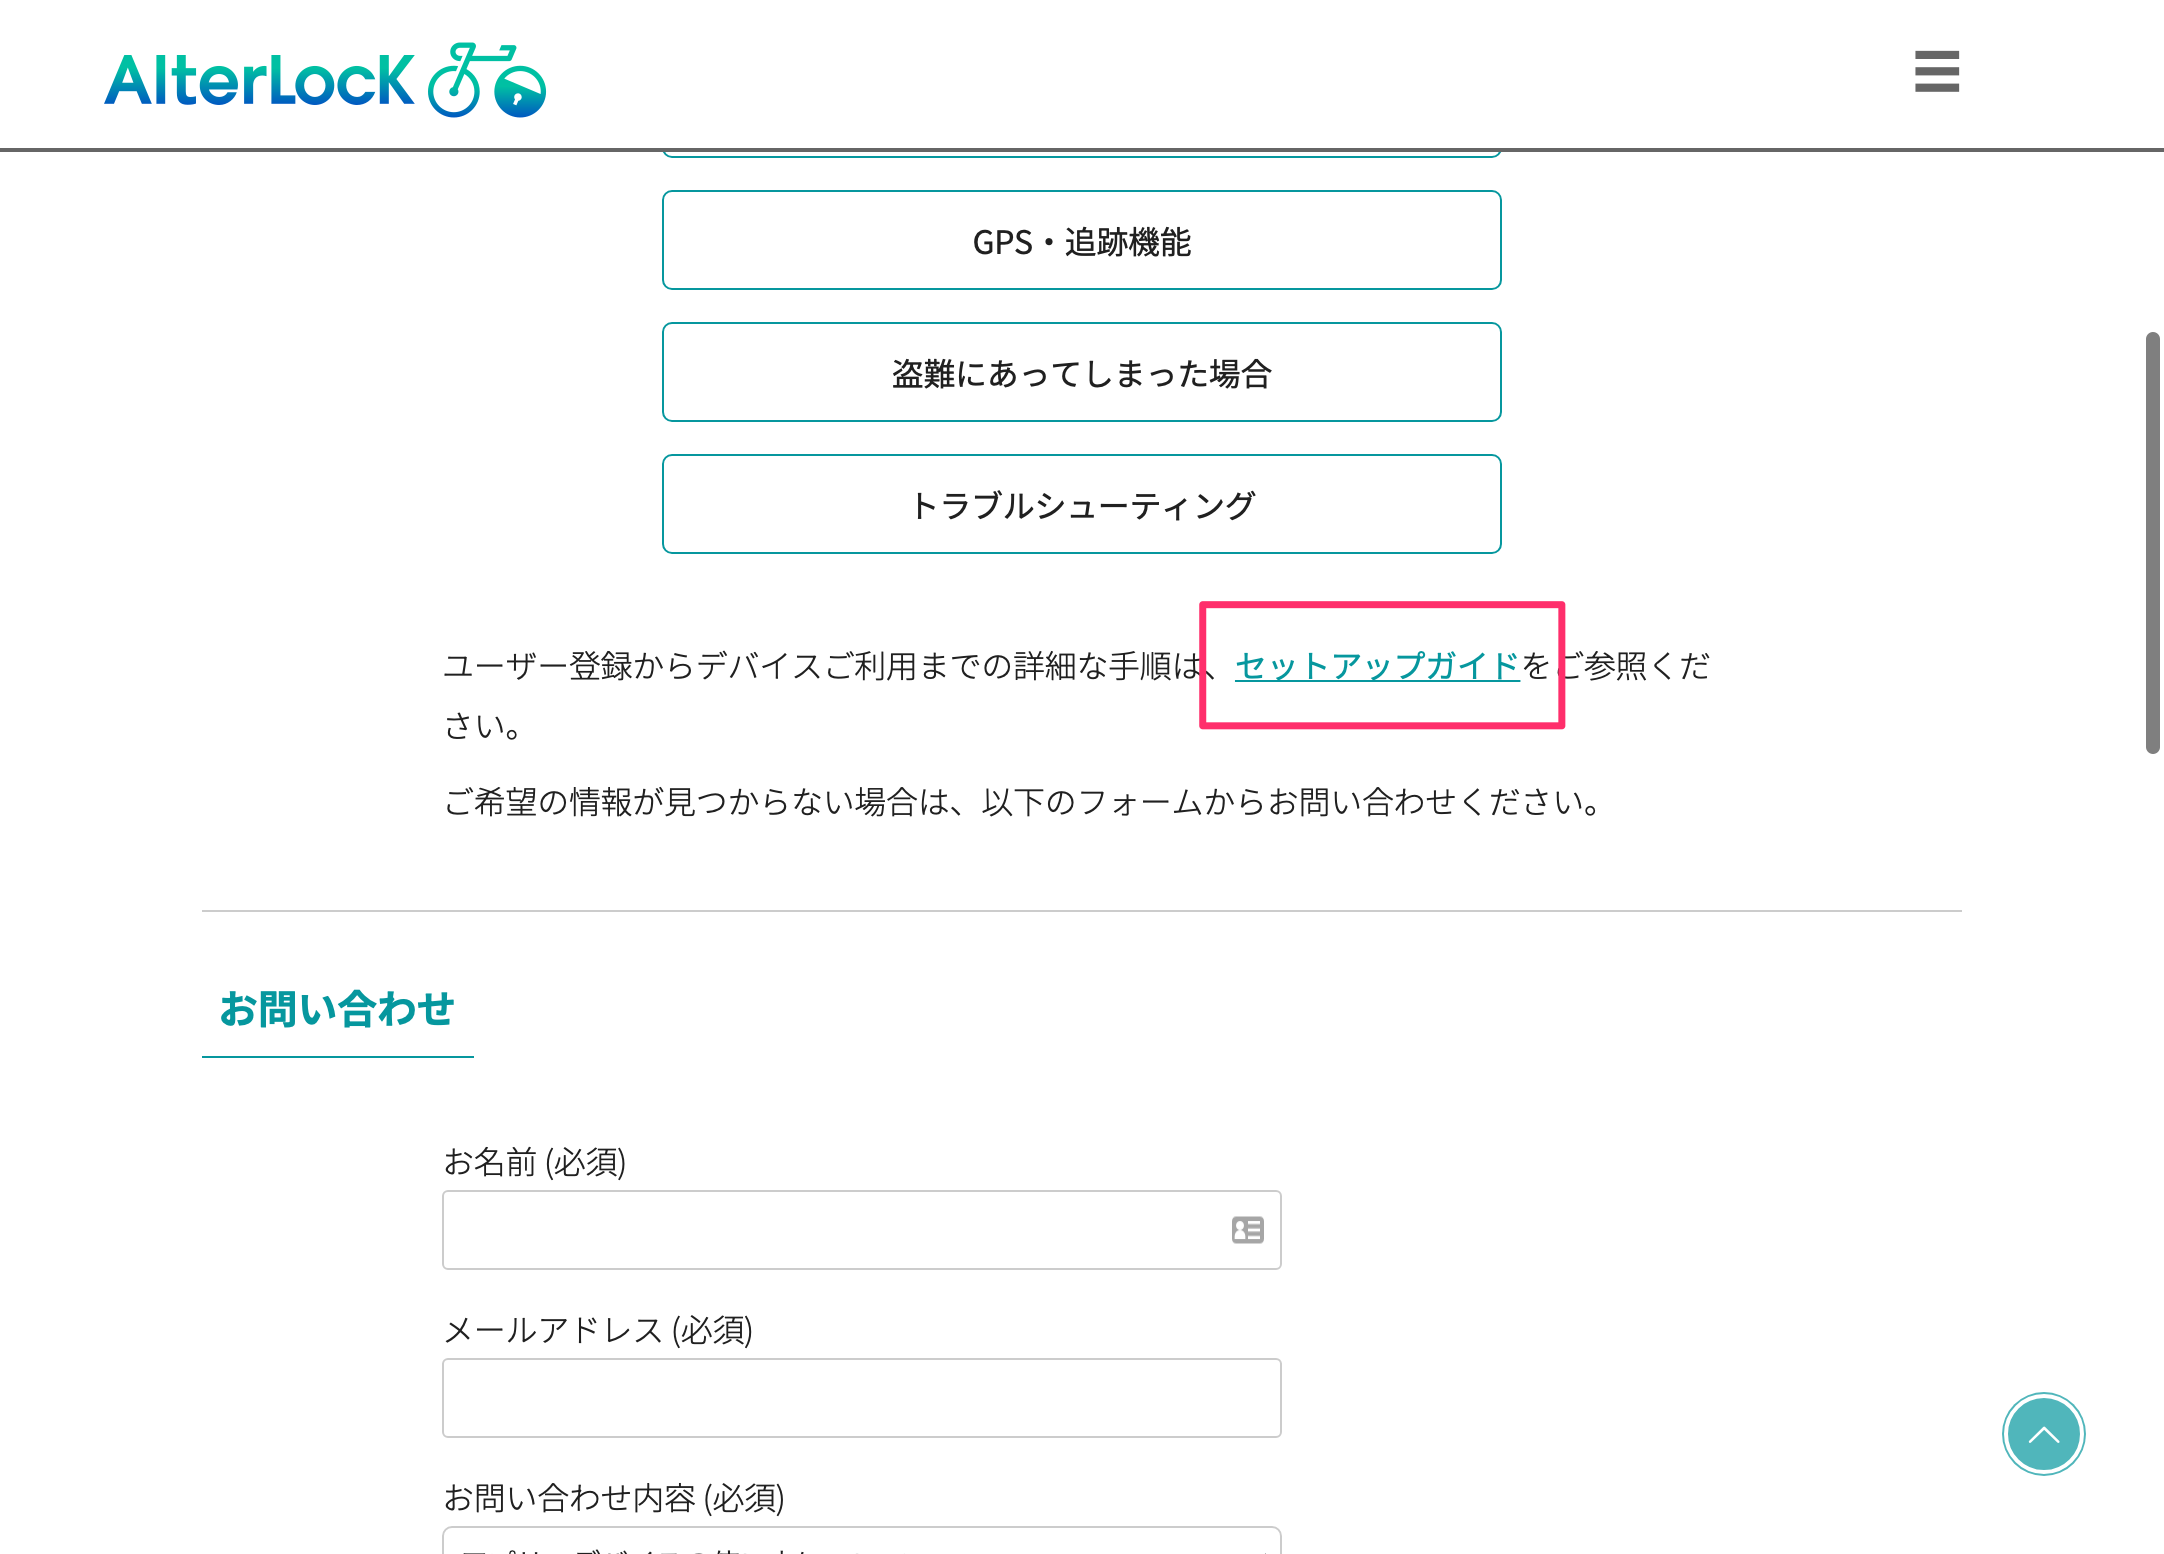 AlterLock
GPS・追跡機能
盗難にあってしまった場合
トラブルシューティング
ユーザー登録からデバイスご利用までの詳細な手順は、セットアップガイドをご参照くだ
さい。
ご希望の情報が見つからない場合は、以下のフォームからお問い合わせください。
お問い合わせ
お名前 (必須)
メールアドレス (必須)
お問い合わせ内容 (必須)